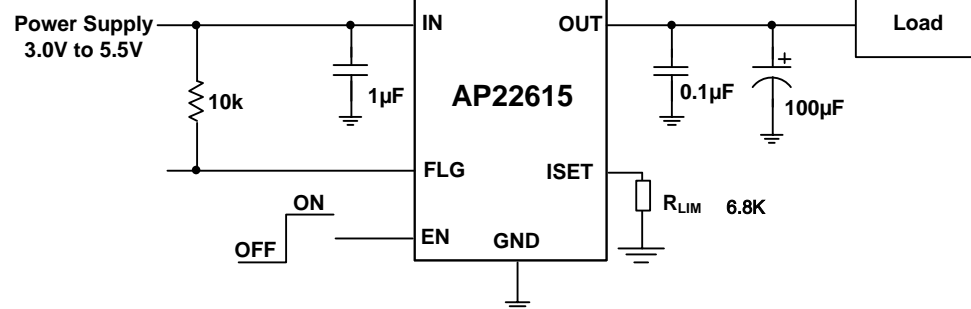 Power Supply
3.0V to 5.5V
IN
OUT
Load
10k
1µF
AP22615
0.1µF
100µF
+
FLG
ISET
R_LIM 6.8K
ON
OFF
EN
GND